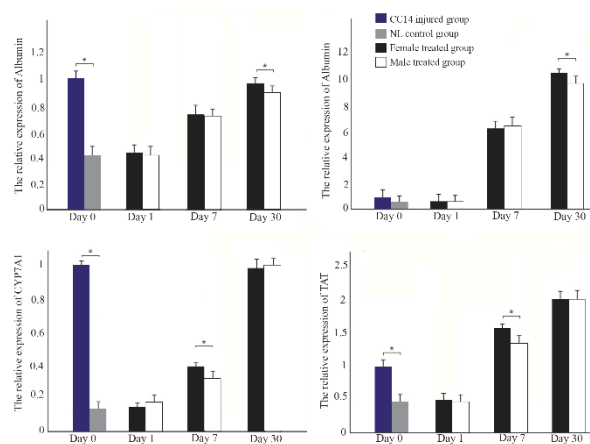 CC14 injured group
NL control group
Female treated group
Male treated group
The relative expression of Albumin
1.2
1
0.8
0.6
0.4
0.2
0
*
*
Day 0 Day 1 Day 7 Day 30
The relative expression of Albumin
12
10
8
6
4
2
0
*
Day 0 Day 1 Day 7 Day 30
The relative expression of CYP7A1
1
0.8
0.6
0.4
0.2
0
*
*
Day 0 Day 1 Day 7 Day 30
The relative expression of TAT
2.5
2
1.5
1
0.5
0
*
*
Day 0 Day 1 Day 7 Day 30